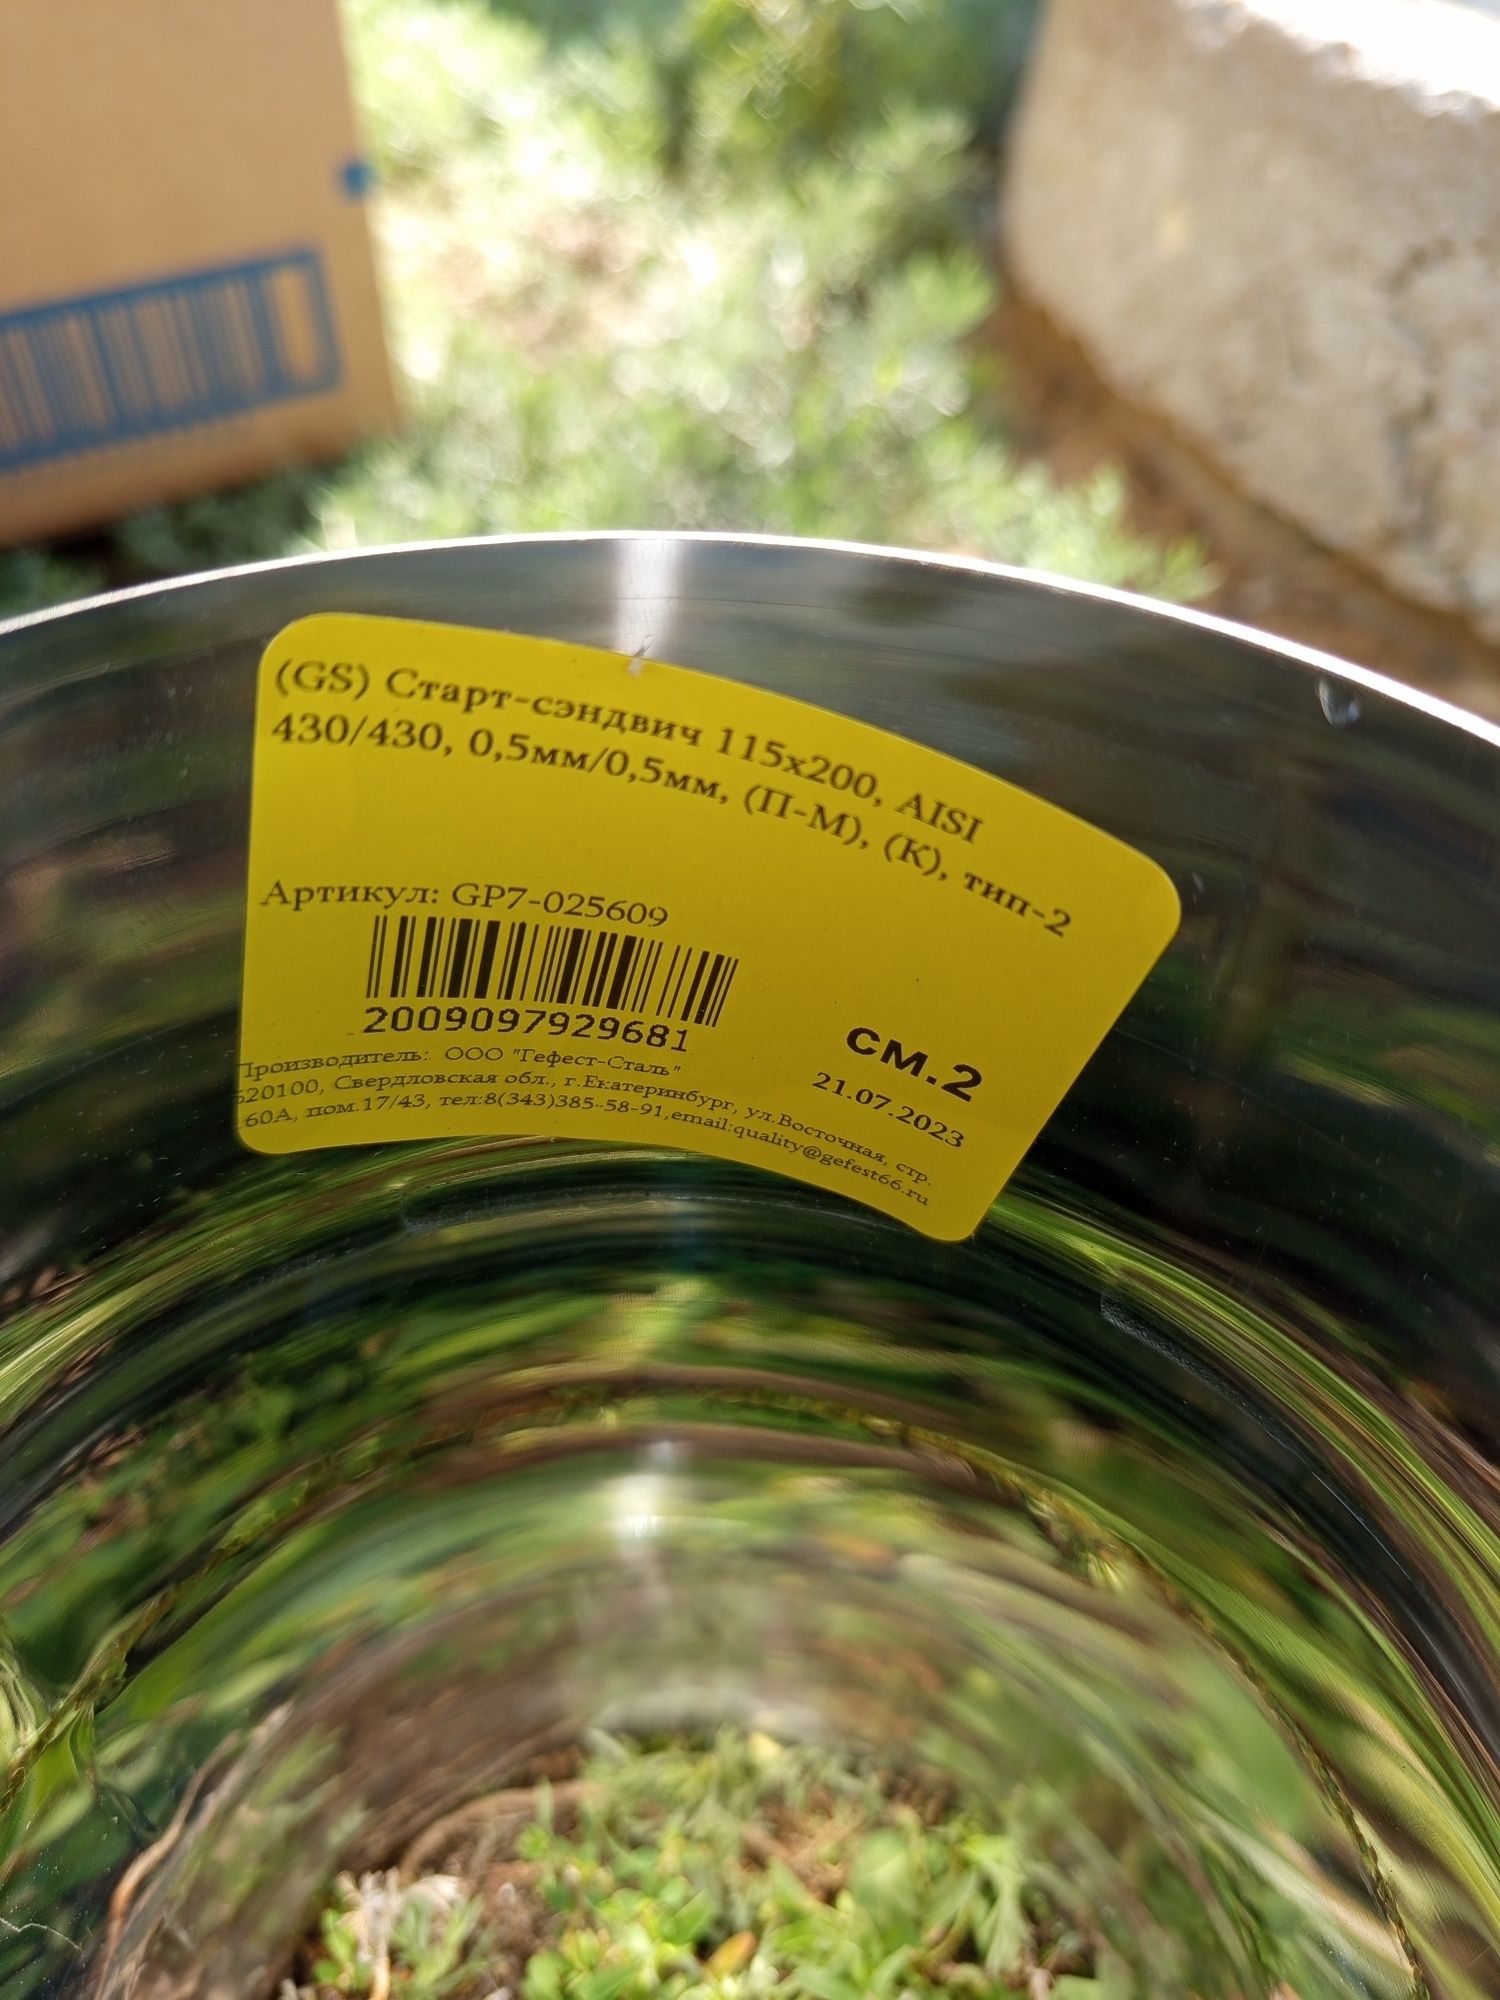 (GS) Старт-сэндвич 115x200, AISI
430/430, 0,5мм/0,5мм, (П-М), (К), тип-2
Артикул: GP7-025609
2009097929681
см.2
21.07.2023
Производитель: ООО "Гефест-Сталь"
620100, Свердловская обл., г.Екатеринбург, ул.Восточная, стр.
160А, пом.17/43, тел:8(343)385-58-91,email:quality@gefest66.ru